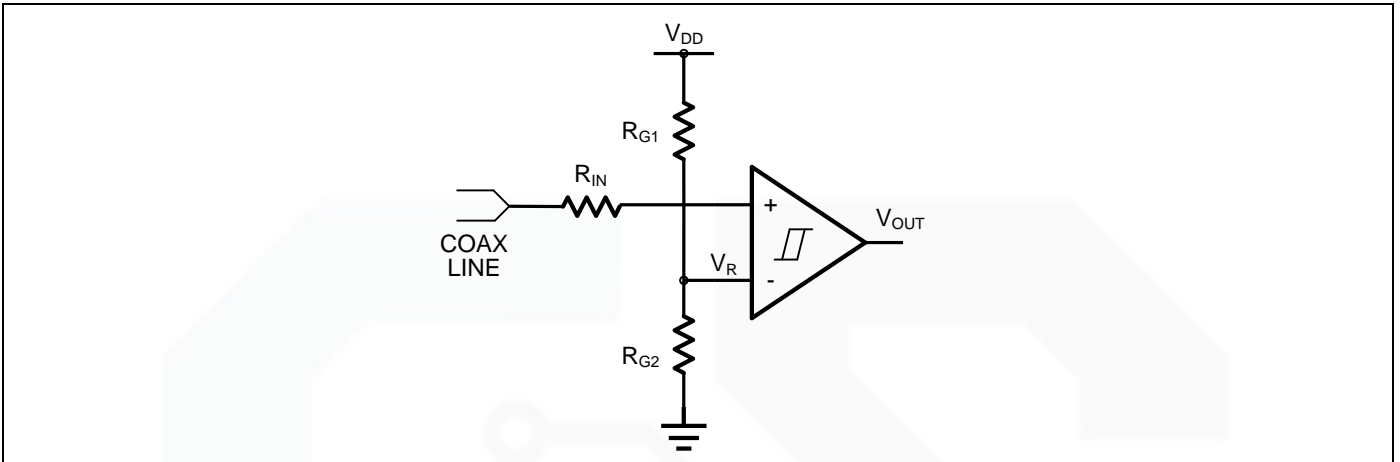 V_DD
R_G1
R_IN
+
V_OUT
COAX
LINE
V_R
-
R_G2